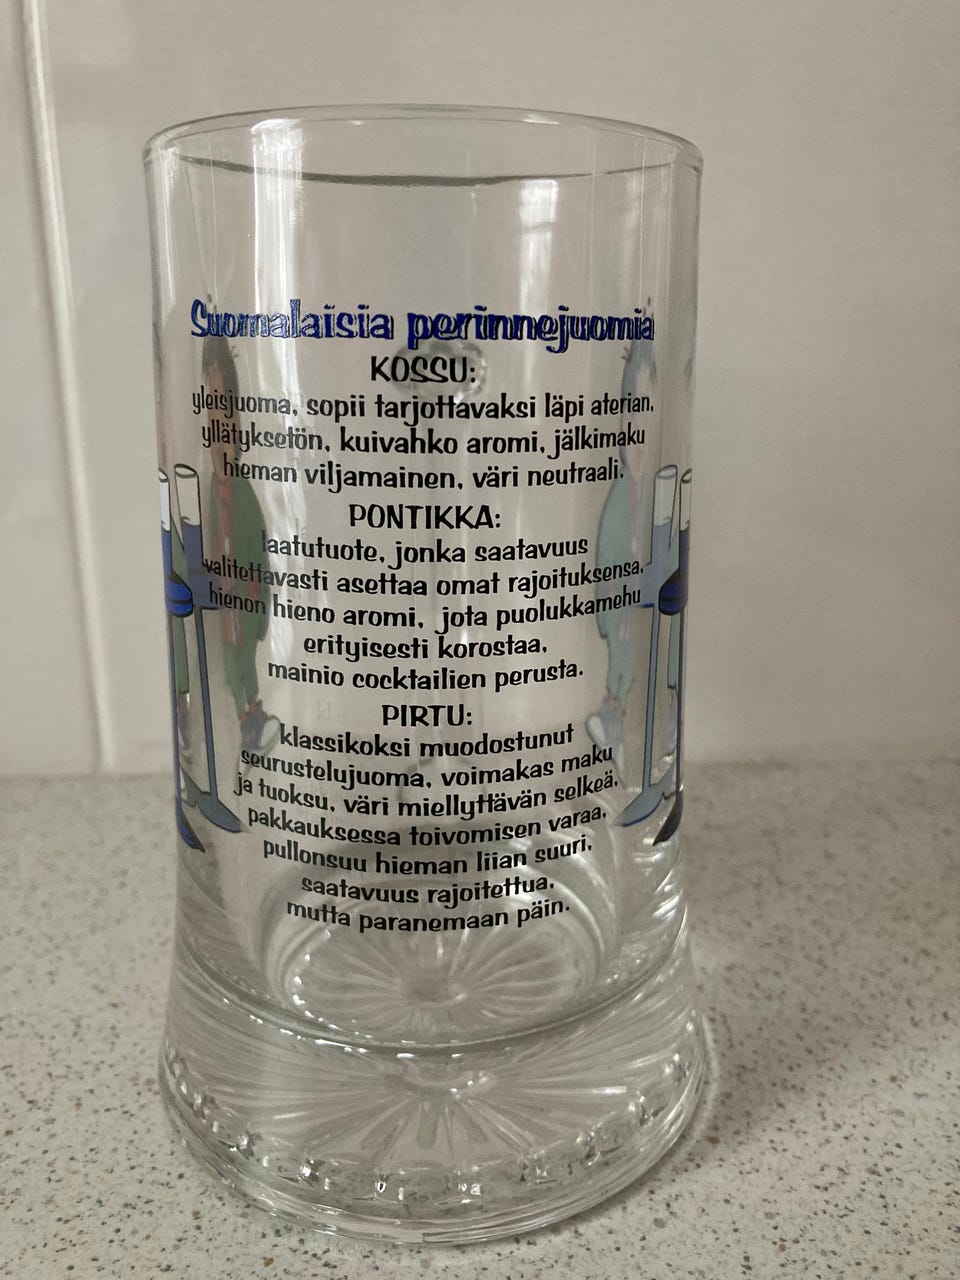 Suomalaisia perinnejuomia
KOSSU:
yleisjuoma, sopii tarjottavaksi läpi aterian,
yllätyksetön, kuivahko aromi, jälkimaku
hieman viljamainen, väri neutraali.
PONTIKKA:
laatutuote, jonka saatavuus
valitettavasti asettaa omat rajoituksensa,
hienon hieno aromi, jota puolukkamehu
erityisesti korostaa,
mainio cocktailien perusta.
PIRTU:
klassikoksi muodostunut
seurustelujuoma, voimakas maku
ja tuoksu, väri miellyttävän selkeä,
pakkauksessa toivomisen varaa,
pullonsuu hieman liian suuri,
saatavuus rajoitettua,
mutta paranemaan päin.